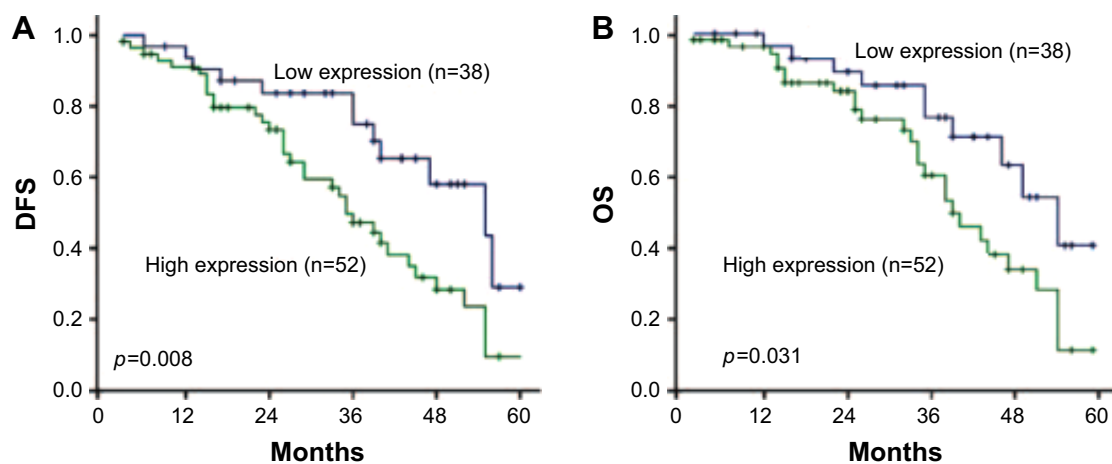 A
DFS
1.0
0.8
0.6
0.4
0.2
0.0
Low expression (n=38)
High expression (n=52)
p=0.008
0 12 24 36 48 60
Months
B
OS
1.0
0.8
0.6
0.4
0.2
0.0
Low expression (n=38)
High expression (n=52)
p=0.031
0 12 24 36 48 60
Months